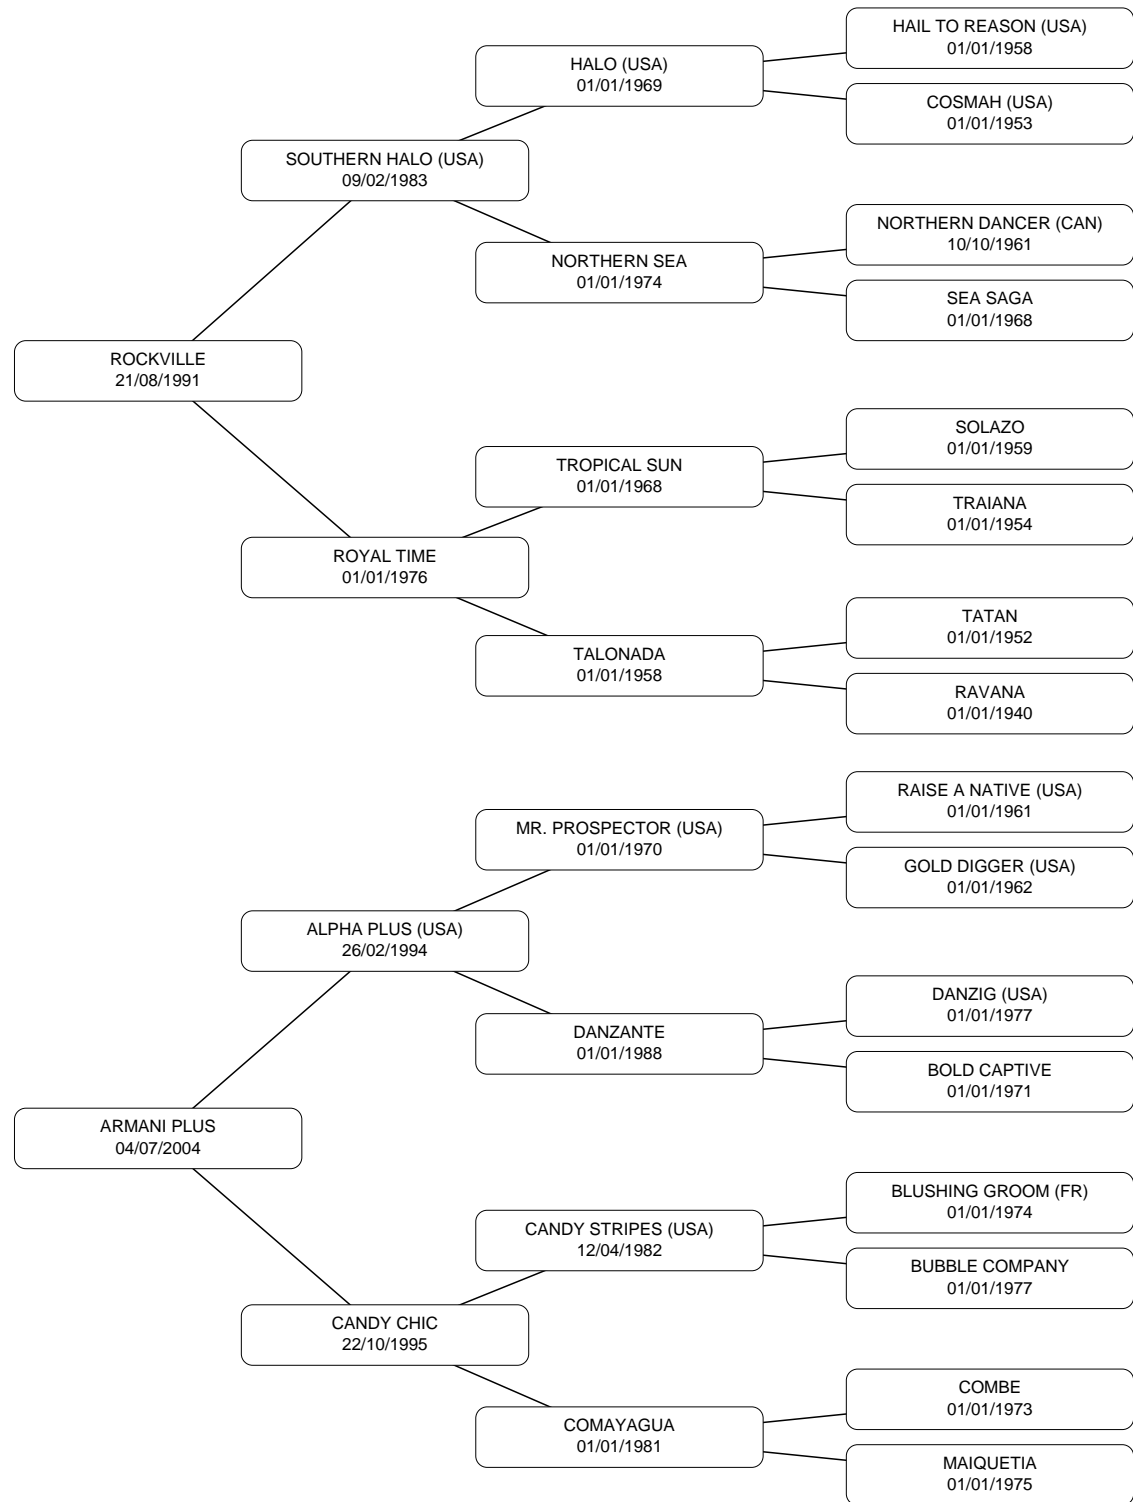 HAIL TO REASON (USA)
01/01/1958
HALO (USA)
01/01/1969
COSMAH (USA)
01/01/1953
SOUTHERN HALO (USA)
09/02/1983
NORTHERN DANCER (CAN)
10/10/1961
NORTHERN SEA
01/01/1974
SEA SAGA
01/01/1968
ROCKVILLE
21/08/1991
SOLAZO
01/01/1959
TROPICAL SUN
01/01/1968
TRAIANA
01/01/1954
ROYAL TIME
01/01/1976
TATAN
01/01/1952
TALONADA
01/01/1958
RAVANA
01/01/1940
RAISE A NATIVE (USA)
01/01/1961
MR. PROSPECTOR (USA)
01/01/1970
GOLD DIGGER (USA)
01/01/1962
ALPHA PLUS (USA)
26/02/1994
DANZIG (USA)
01/01/1977
DANZANTE
01/01/1988
BOLD CAPTIVE
01/01/1971
ARMANI PLUS
04/07/2004
BLUSHING GROOM (FR)
01/01/1974
CANDY STRIPES (USA)
12/04/1982
BUBBLE COMPANY
01/01/1977
CANDY CHIC
22/10/1995
COMBE
01/01/1973
COMAYAGUA
01/01/1981
MAIQUETIA
01/01/1975